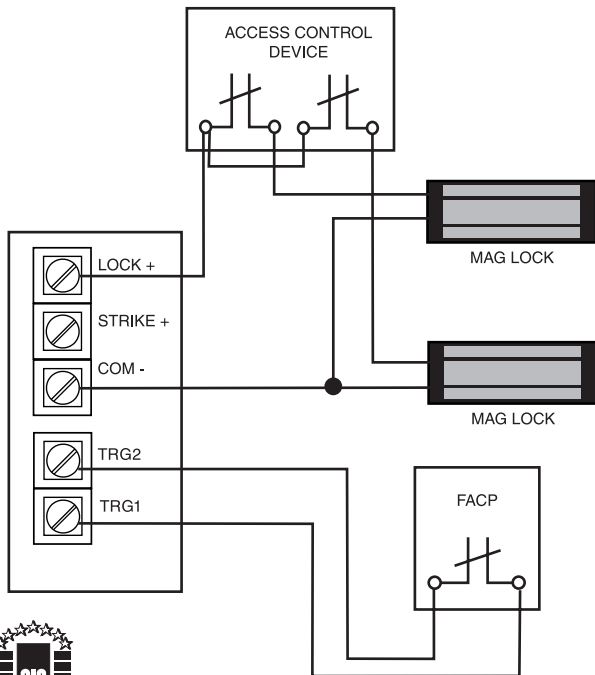 ACCESS CONTROL
DEVICE
MAG LOCK
LOCK +
STRIKE +
COM -
MAG LOCK
TRG2
TRG1
FACP